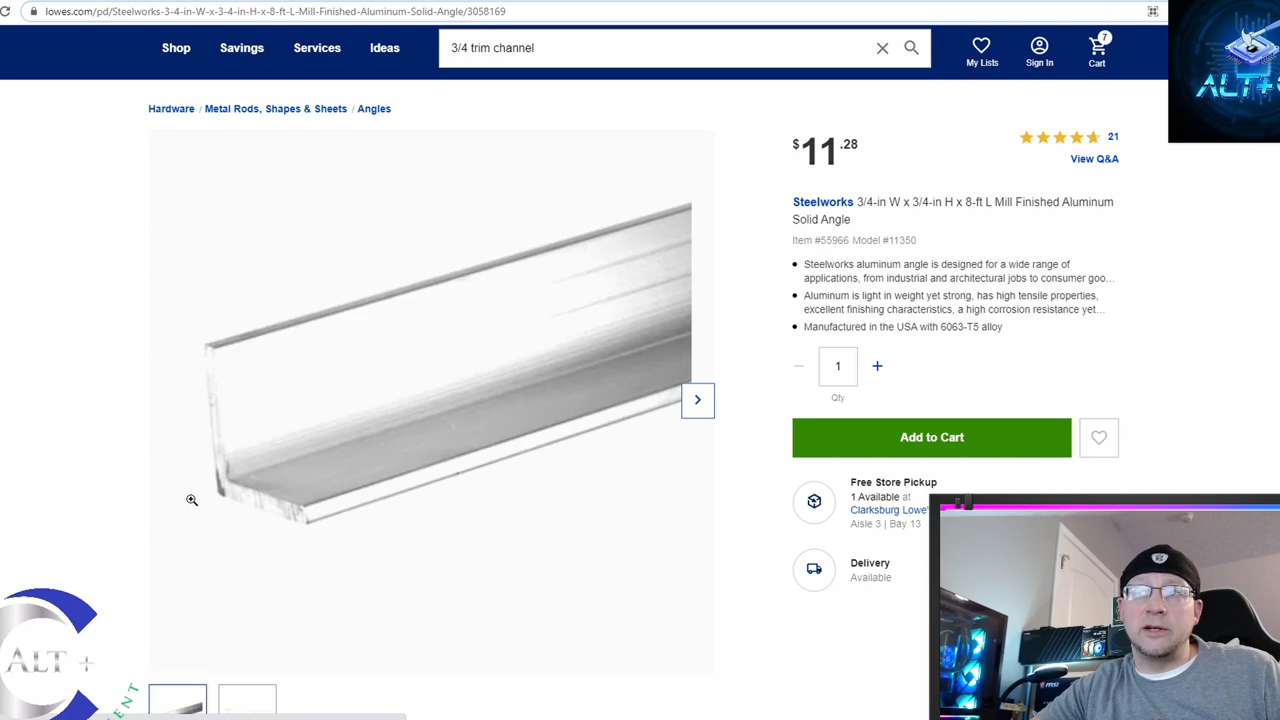 lowes.com/pd/Steelworks-3-4-in-W-x-3-4-in-H-x-8-ft-L-Mill-Finished-Aluminum-Solid-Angle/3058169
Shop
Savings
Services
Ideas
3/4 trim channel
My Lists
Sign In
7
Cart
ALT+
Hardware / Metal Rods, Shapes & Sheets / Angles
$11.28
21
View Q&A
Steelworks 3/4-in W x 3/4-in H x 8-ft L Mill Finished Aluminum
Solid Angle
Item #55966 Model #11350
Steelworks aluminum angle is designed for a wide range of
applications, from industrial and architectural jobs to consumer goo…
Aluminum is light in weight yet strong, has high tensile properties,
excellent finishing characteristics, a high corrosion resistance yet…
Manufactured in the USA with 6063-T5 alloy
1
Qty
Add to Cart
Free Store Pickup
1 Available at
Clarksburg Lowe'
Aisle 3 | Bay 13
Delivery
Available
ALT +
ENT
msi